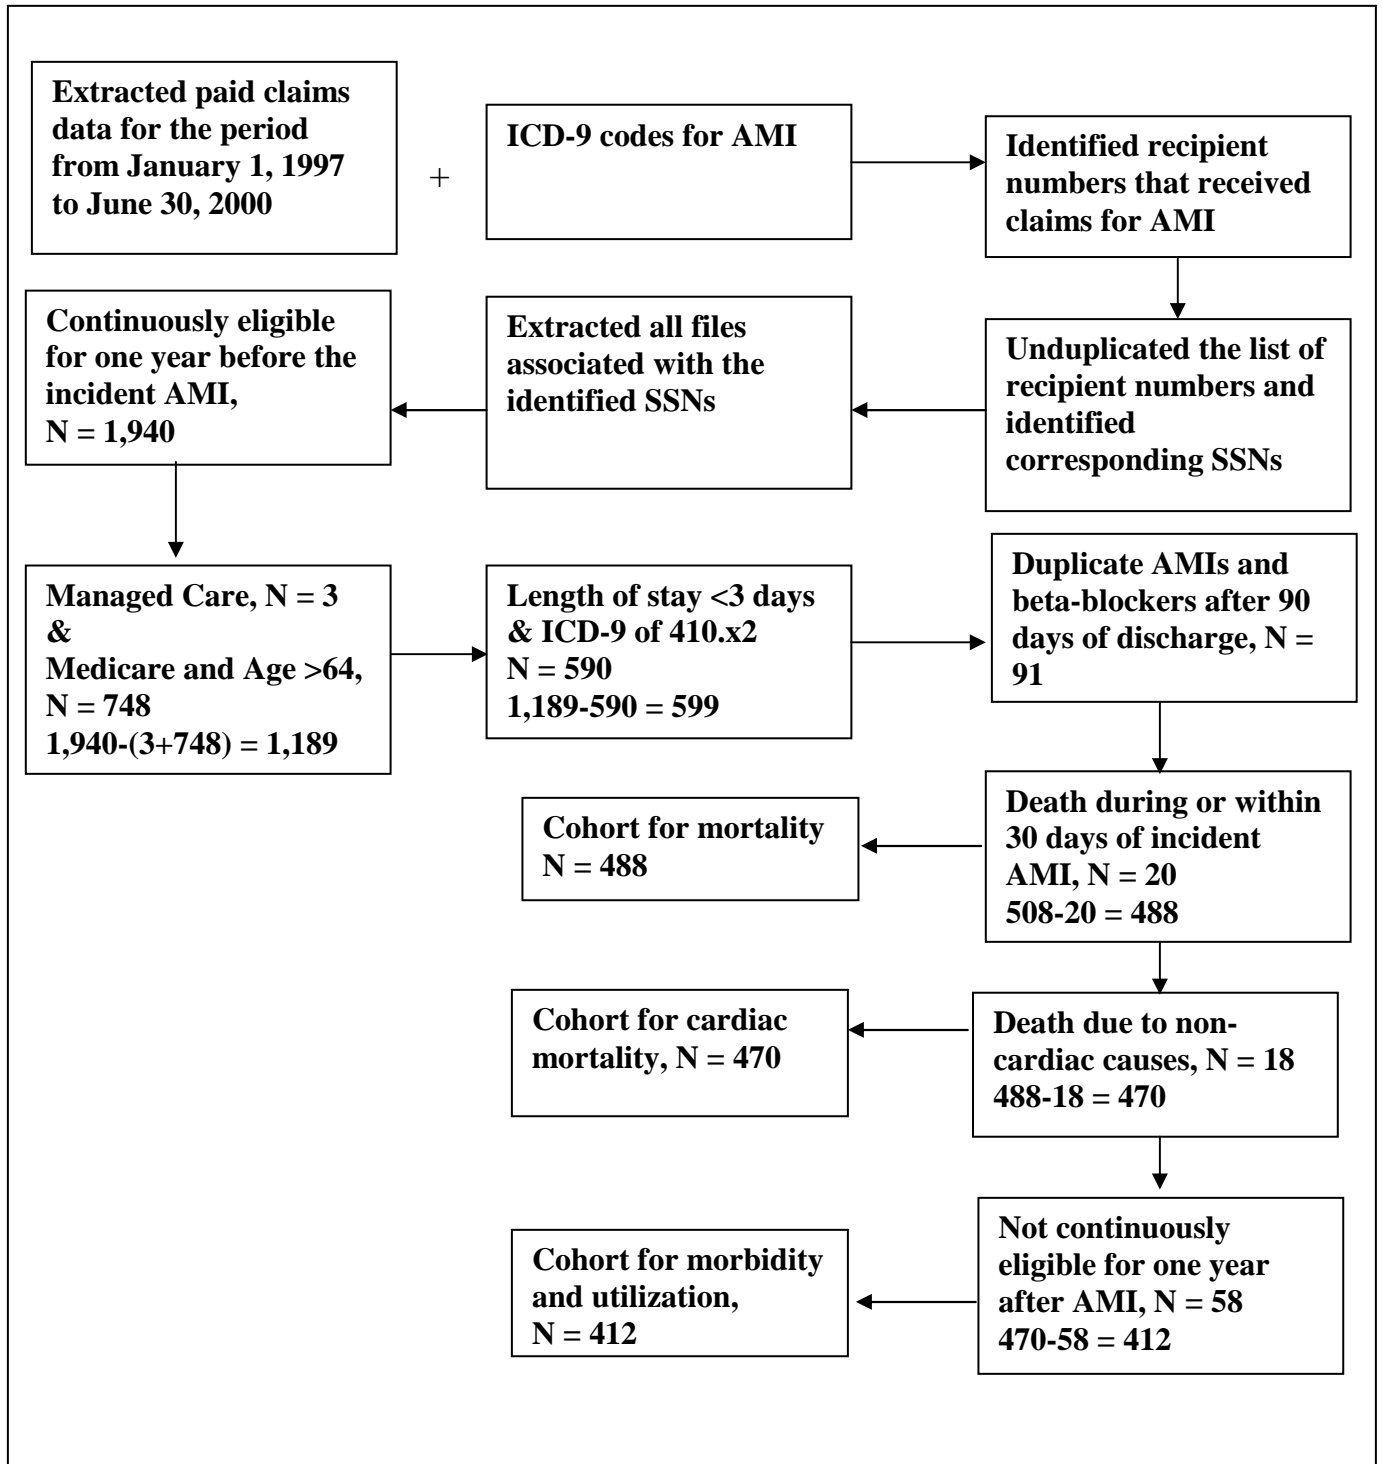 Extracted paid claims
data for the period
from January 1, 1997
to June 30, 2000
+
ICD-9 codes for AMI
Identified recipient
numbers that received
claims for AMI
Unduplicated the list of
recipient numbers and
identified
corresponding SSNs
Extracted all files
associated with the
identified SSNs
Continuously eligible
for one year before the
incident AMI,
N = 1,940
Managed Care, N = 3
&
Medicare and Age >64,
N = 748
1,940-(3+748) = 1,189
Length of stay <3 days
& ICD-9 of 410.x2
N = 590
1,189-590 = 599
Duplicate AMIs and
beta-blockers after 90
days of discharge, N =
91
Death during or within
30 days of incident
AMI, N = 20
508-20 = 488
Cohort for mortality
N = 488
Death due to non-
cardiac causes, N = 18
488-18 = 470
Cohort for cardiac
mortality, N = 470
Not continuously
eligible for one year
after AMI, N = 58
470-58 = 412
Cohort for morbidity
and utilization,
N = 412